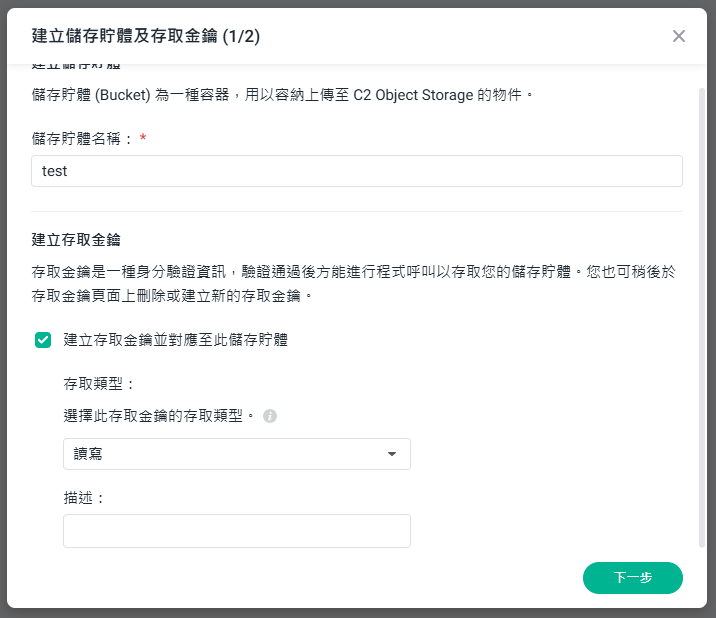 建立儲存貯體及存取金鑰 (1/2)
建立儲存貯體
儲存貯體 (Bucket) 為一種容器，用以容納上傳至 C2 Object Storage 的物件。
儲存貯體名稱： *
test
建立存取金鑰
存取金鑰是一種身分驗證資訊，驗證通過後方能進行程式呼叫以存取您的儲存貯體。您也可稍後於
存取金鑰頁面上刪除或建立新的存取金鑰。
建立存取金鑰並對應至此儲存貯體
存取類型：
選擇此存取金鑰的存取類型。
讀寫
描述：
下一步